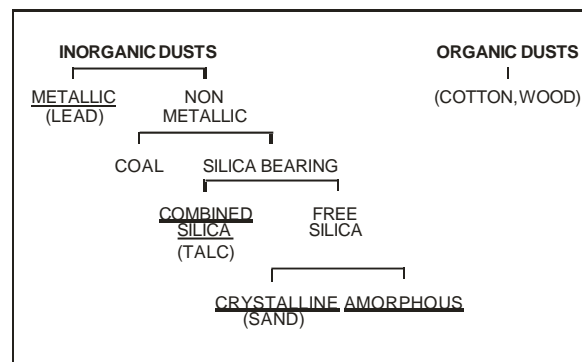 INORGANIC DUSTS ORGANIC DUSTS
METALLIC NON (COTTON, WOOD)
(LEAD) METALLIC
COAL SILICA BEARING
COMBINED FREE
SILICA SILICA
(TALC)
CRYSTALLINE AMORPHOUS
(SAND)